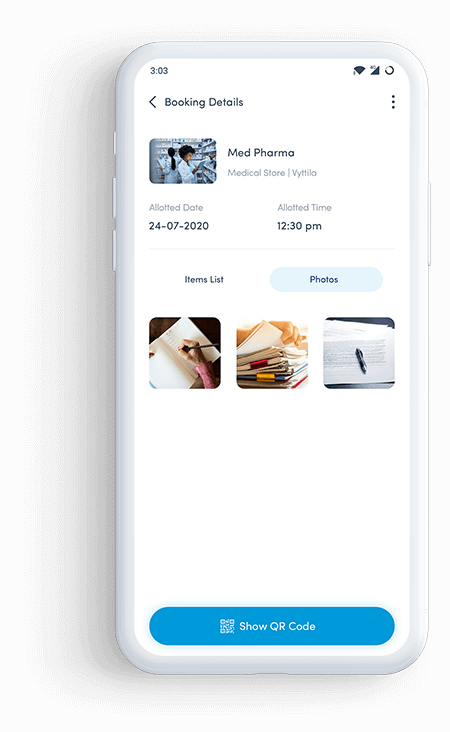 3:03
4G
Booking Details
Med Pharma
Medical Store | Vyttila
Allotted Date
Allotted Time
24-07-2020
12:30 pm
Items List
Photos
Show QR Code